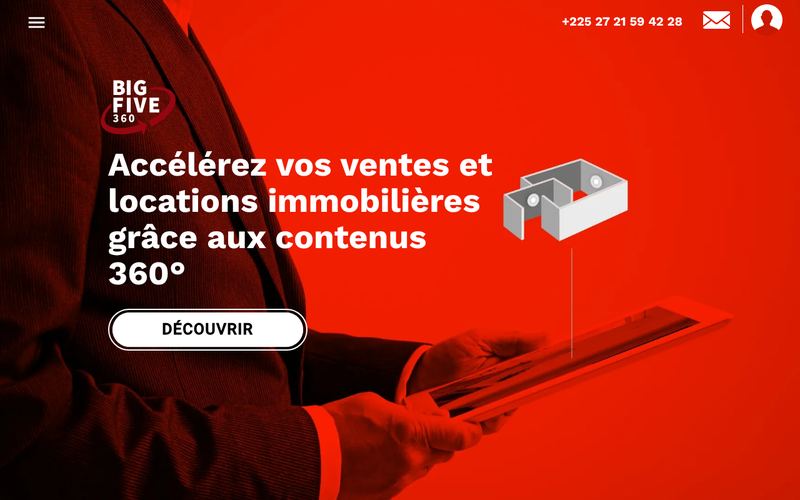 +225 27 21 59 42 28
BIG
FIVE
360
Accélérez vos ventes et
locations immobilières
grâce aux contenus
360°
DÉCOUVRIR